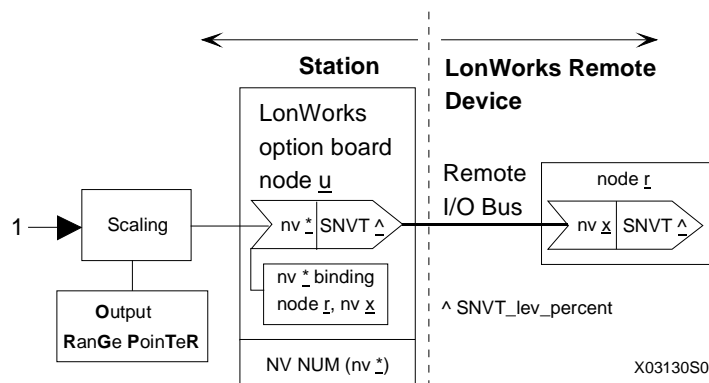 Station
LonWorks Remote
Device
LonWorks
option board
node u
Remote
I/O Bus
node r
1
Scaling
nv * SNVT ^
nv x SNVT ^
nv * binding
node r, nv x
Output
RanGe PoinTeR
^ SNVT_lev_percent
NV NUM (nv *)
X03130S0